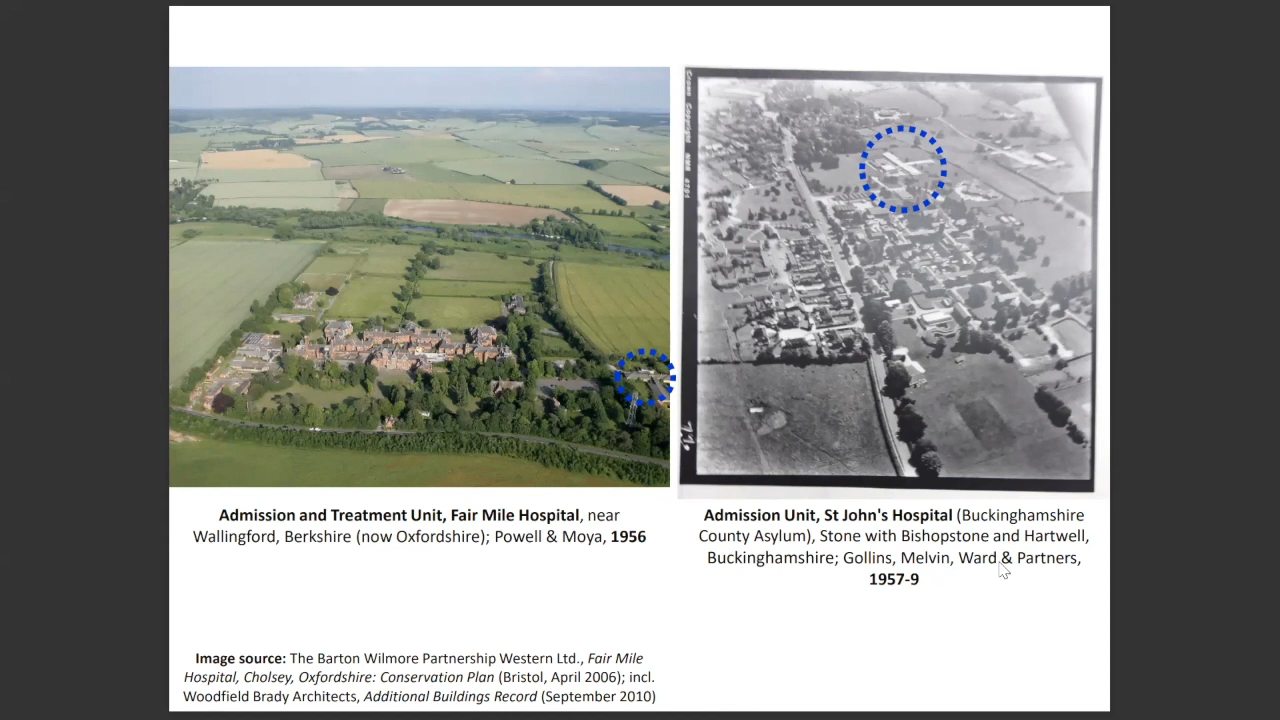 Crown Copyright NMR
Admission and Treatment Unit, Fair Mile Hospital, near
Wallingford, Berkshire (now Oxfordshire); Powell & Moya, 1956
Admission Unit, St John's Hospital (Buckinghamshire
County Asylum), Stone with Bishopstone and Hartwell,
Buckinghamshire; Gollins, Melvin, Ward & Partners,
1957-9
Image source: The Barton Wilmore Partnership Western Ltd., Fair Mile
Hospital, Cholsey, Oxfordshire: Conservation Plan (Bristol, April 2006); incl.
Woodfield Brady Architects, Additional Buildings Record (September 2010)